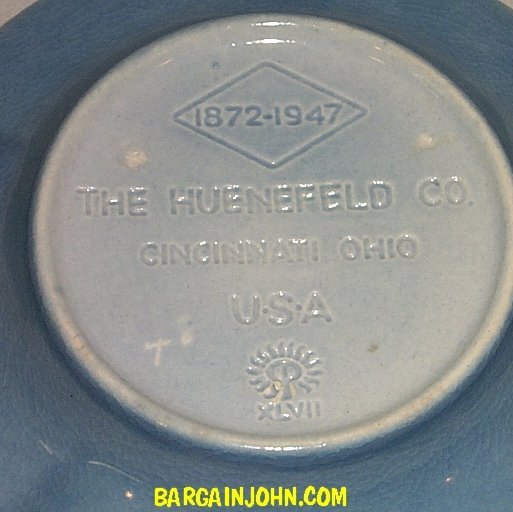 1872-1947
THE HUENEFELD CO.
CINCINNATI OHIO
U·S·A
XLVII
BARGAINJOHN.COM